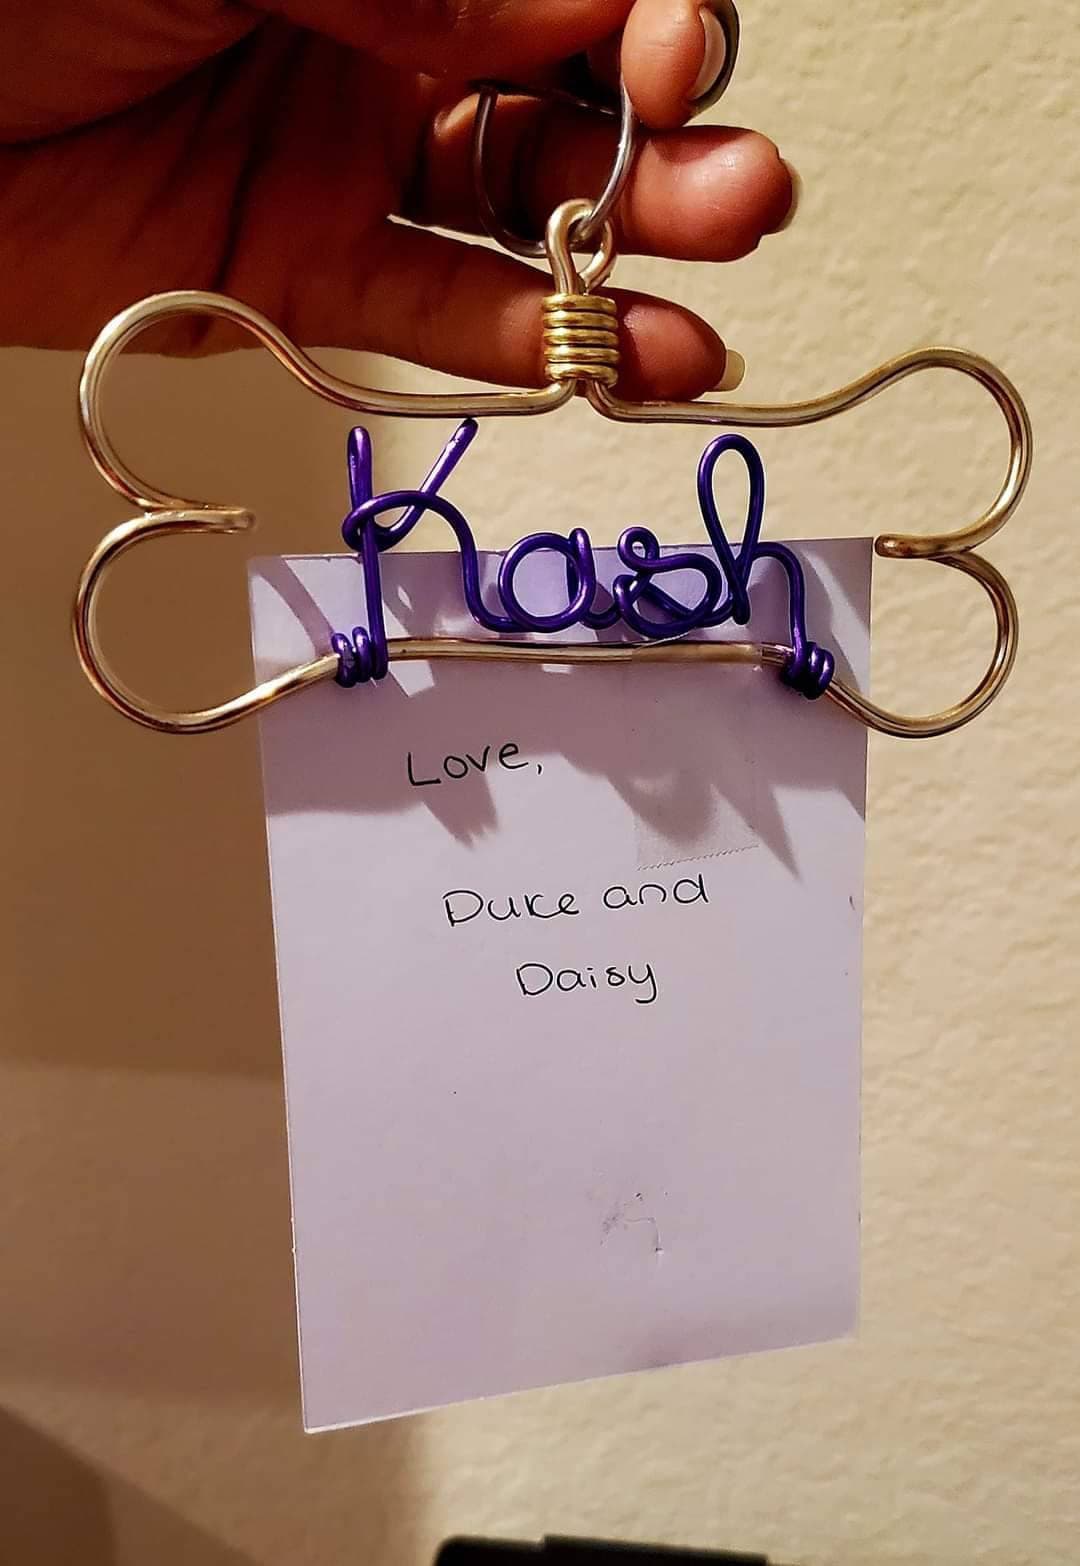 Kash
Love,
Duke and
Daisy